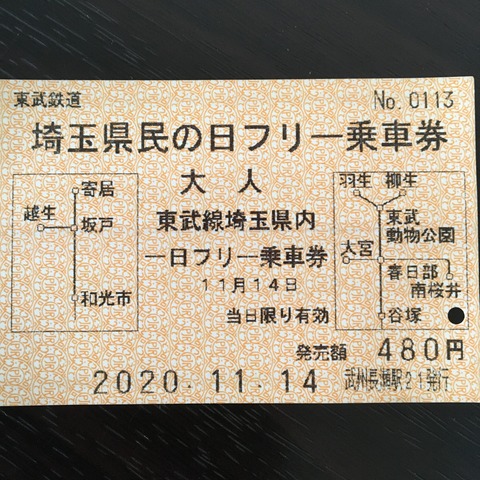 東武鉄道
No. 0113
埼玉県民の日フリー乗車券
大人
東武線埼玉県内
一日フリー乗車券
11月14日
当日限り有効
寄居
越生
坂戸
和光市
羽生
柳生
東武
動物公園
大宮
春日部
南桜井
谷塚
発売額 480円
2020.11.14
武州長瀬駅21発行